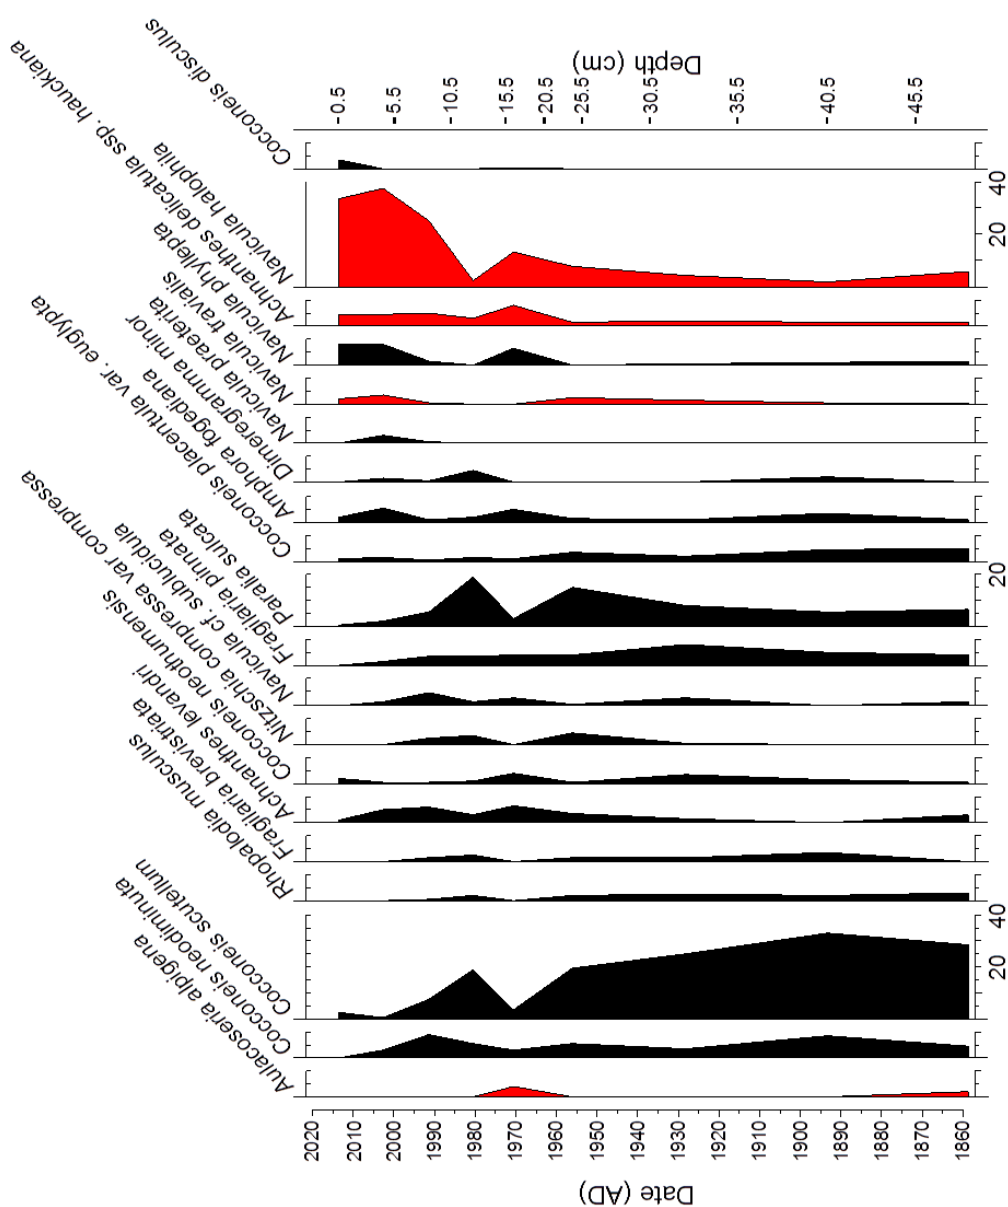 Cocconeis disculus
Navicula halophila
Achnanthes delicatula ssp. hauckiana
Navicula phyllepta
Navicula travialis
Navicula praeterita
Dimeregramma minor
Amphora fogediana
Cocconeis placentula var. euglypta
Paralia sulcata
Fragilaria pinnata
Navicula cf. sublucidula
Nitzschia compressa var compressa
Cocconeis neothumensis
Achnanthes levandri
Fragilaria brevistriata
Rhopalodia musculus
Cocconeis scutellum
Cocconeis neodiminuta
Aulacoseria alpigena
Depth (cm)
- 0.5
- 5.5
- 10.5
- 15.5
- 20.5
- 25.5
- 30.5
- 35.5
- 40.5
- 45.5
40
20
20
40
20
2020
2010
2000
1990
1980
1970
1960
1950
1940
1930
1920
1910
1900
1890
1880
1870
1860
Date (AD)